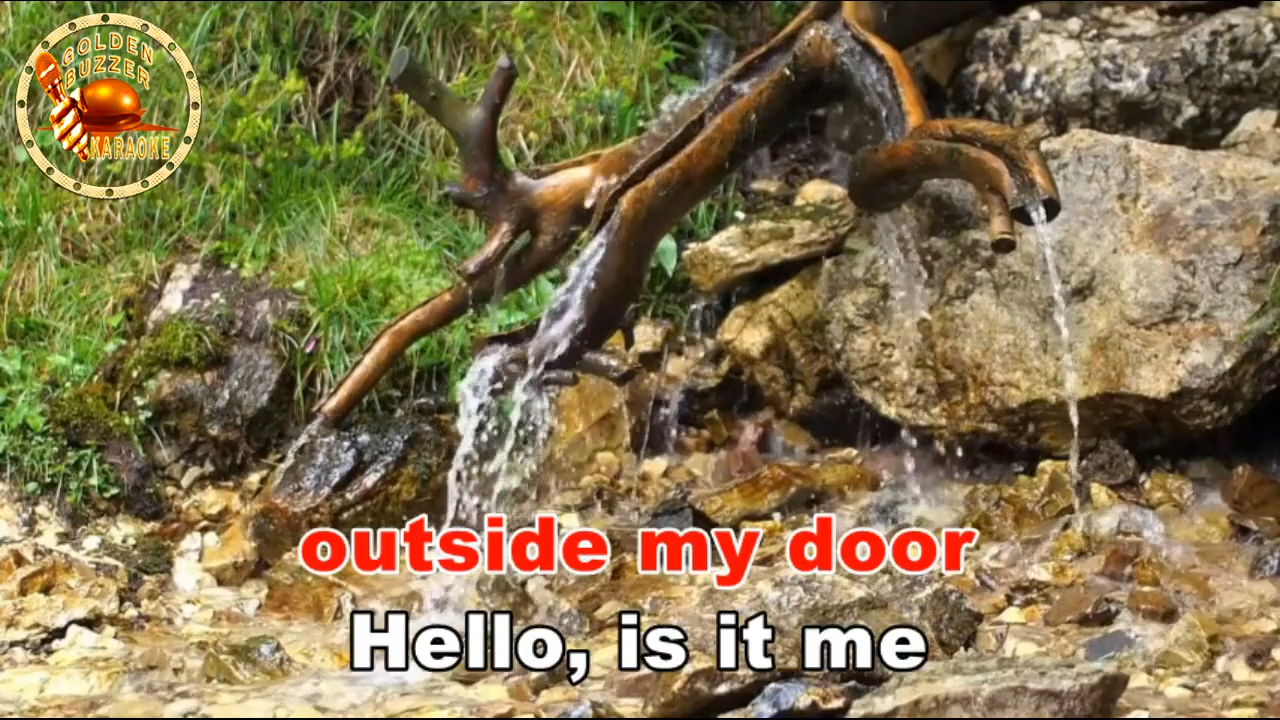 GOLDEN
BUZZER
KARAOKE
outside my door
Hello, is it me